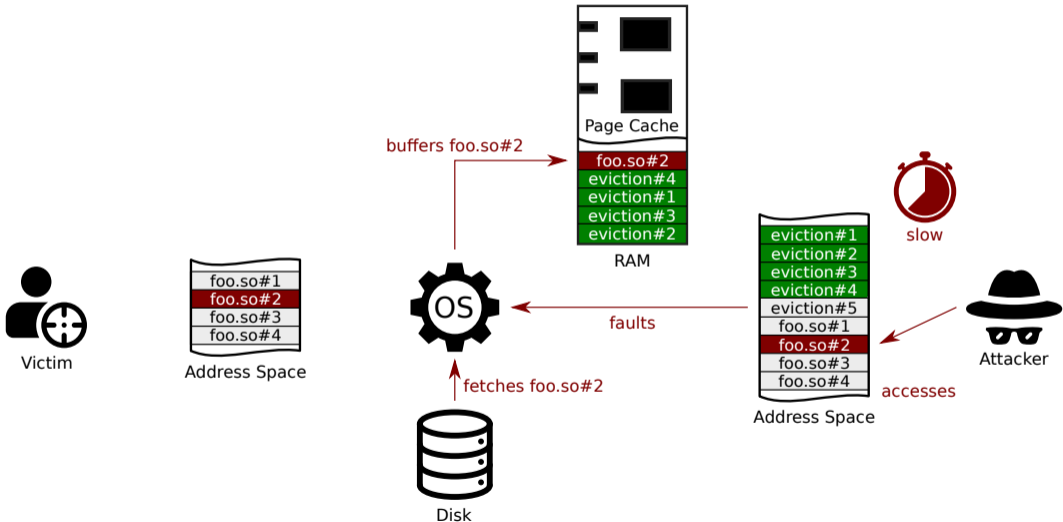 Page Cache
buffers foo.so#2
foo.so#2
eviction#4
eviction#1
eviction#3
eviction#2
RAM
slow
eviction#1
eviction#2
eviction#3
eviction#4
eviction#5
foo.so#1
foo.so#2
foo.so#3
foo.so#4
Address Space
foo.so#1
foo.so#2
foo.so#3
foo.so#4
Address Space
Victim
OS
faults
Attacker
accesses
fetches foo.so#2
Disk